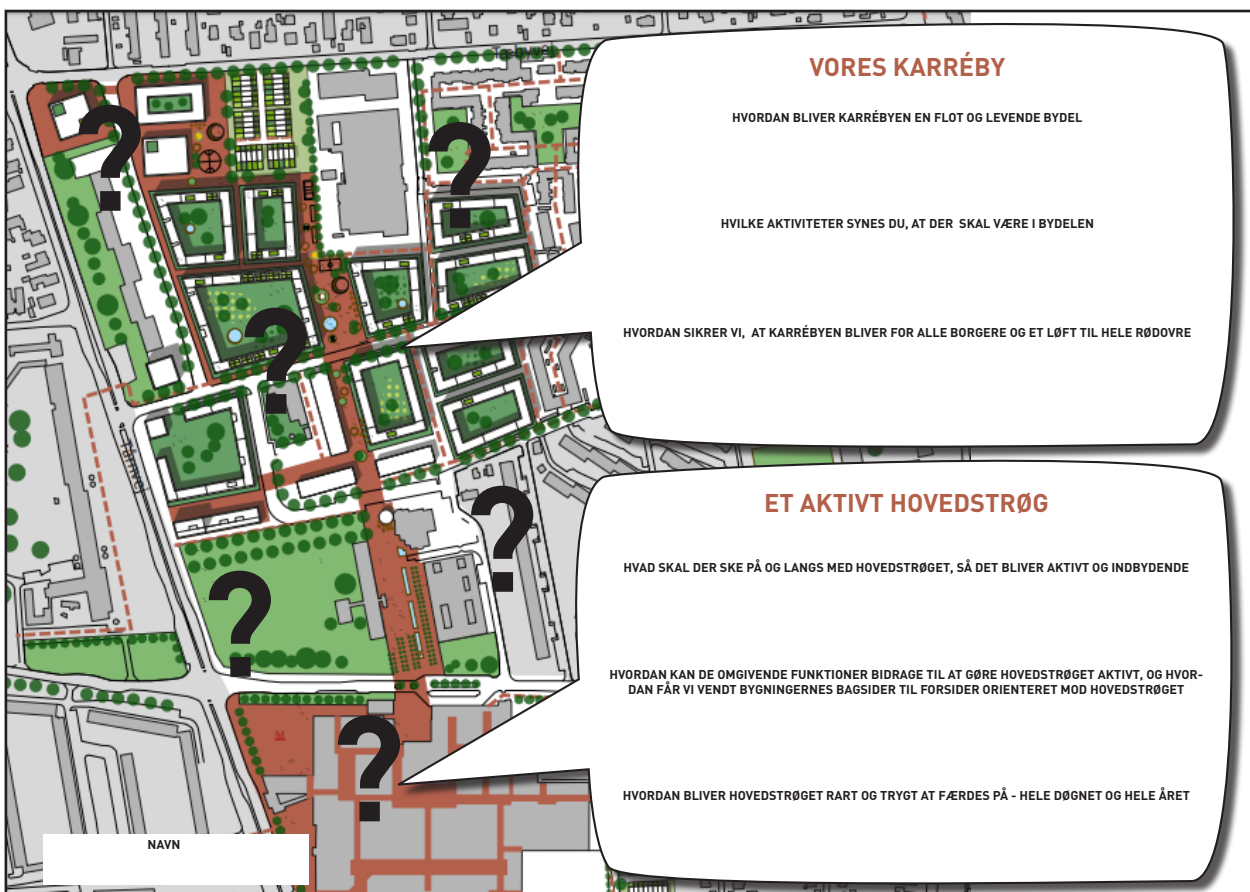 Tårnvej
VORES KARRÉBY
HVORDAN BLIVER KARRÉBYEN EN FLOT OG LEVENDE BYDEL
HVILKE AKTIVITETER SYNES DU, AT DER SKAL VÆRE I BYDELEN
HVORDAN SIKRER VI, AT KARRÉBYEN BLIVER FOR ALLE BORGERE OG ET LØFT TIL HELE RØDOVRE
ET AKTIVT HOVEDSTRØG
HVAD SKAL DER SKE PÅ OG LANGS MED HOVEDSTRØGET, SÅ DET BLIVER AKTIVT OG INDBYDENDE
HVORDAN KAN DE OMGIVENDE FUNKTIONER BIDRAGE TIL AT GØRE HOVEDSTRØGET AKTIVT, OG HVOR-
DAN FÅR VI VENDT BYGNINGERNES BAGSIDER TIL FORSIDER ORIENTERET MOD HOVEDSTRØGET
HVORDAN BLIVER HOVEDSTRØGET RART OG TRYGT AT FÆRDES PÅ - HELE DØGNET OG HELE ÅRET
?
?
?
?
?
?
M
NAVN